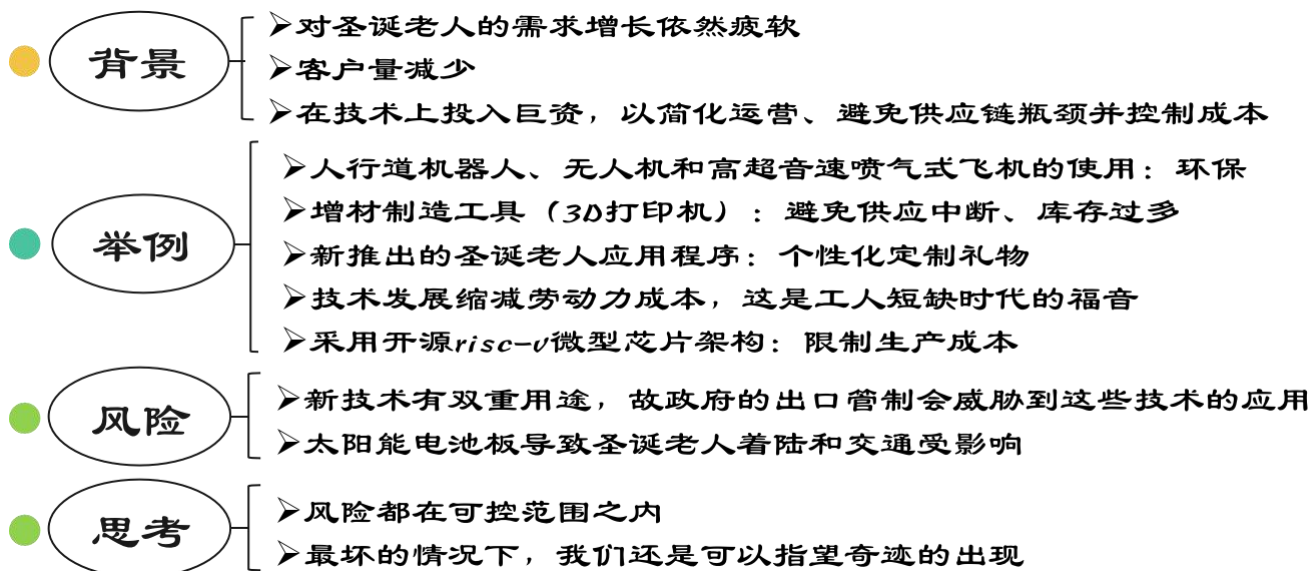 背景
➢对圣诞老人的需求增长依然疲软
➢客户量减少
➢在技术上投入巨资，以简化运营、避免供应链瓶颈并控制成本
举例
➢人行道机器人、无人机和高超音速喷气式飞机的使用：环保
➢增材制造工具（3D打印机）：避免供应中断、库存过多
➢新推出的圣诞老人应用程序：个性化定制礼物
➢技术发展缩减劳动力成本，这是工人短缺时代的福音
➢采用开源risc-v微型芯片架构：限制生产成本
风险
➢新技术有双重用途，故政府的出口管制会威胁到这些技术的应用
➢太阳能电池板导致圣诞老人着陆和交通受影响
思考
➢风险都在可控范围之内
➢最坏的情况下，我们还是可以指望奇迹的出现